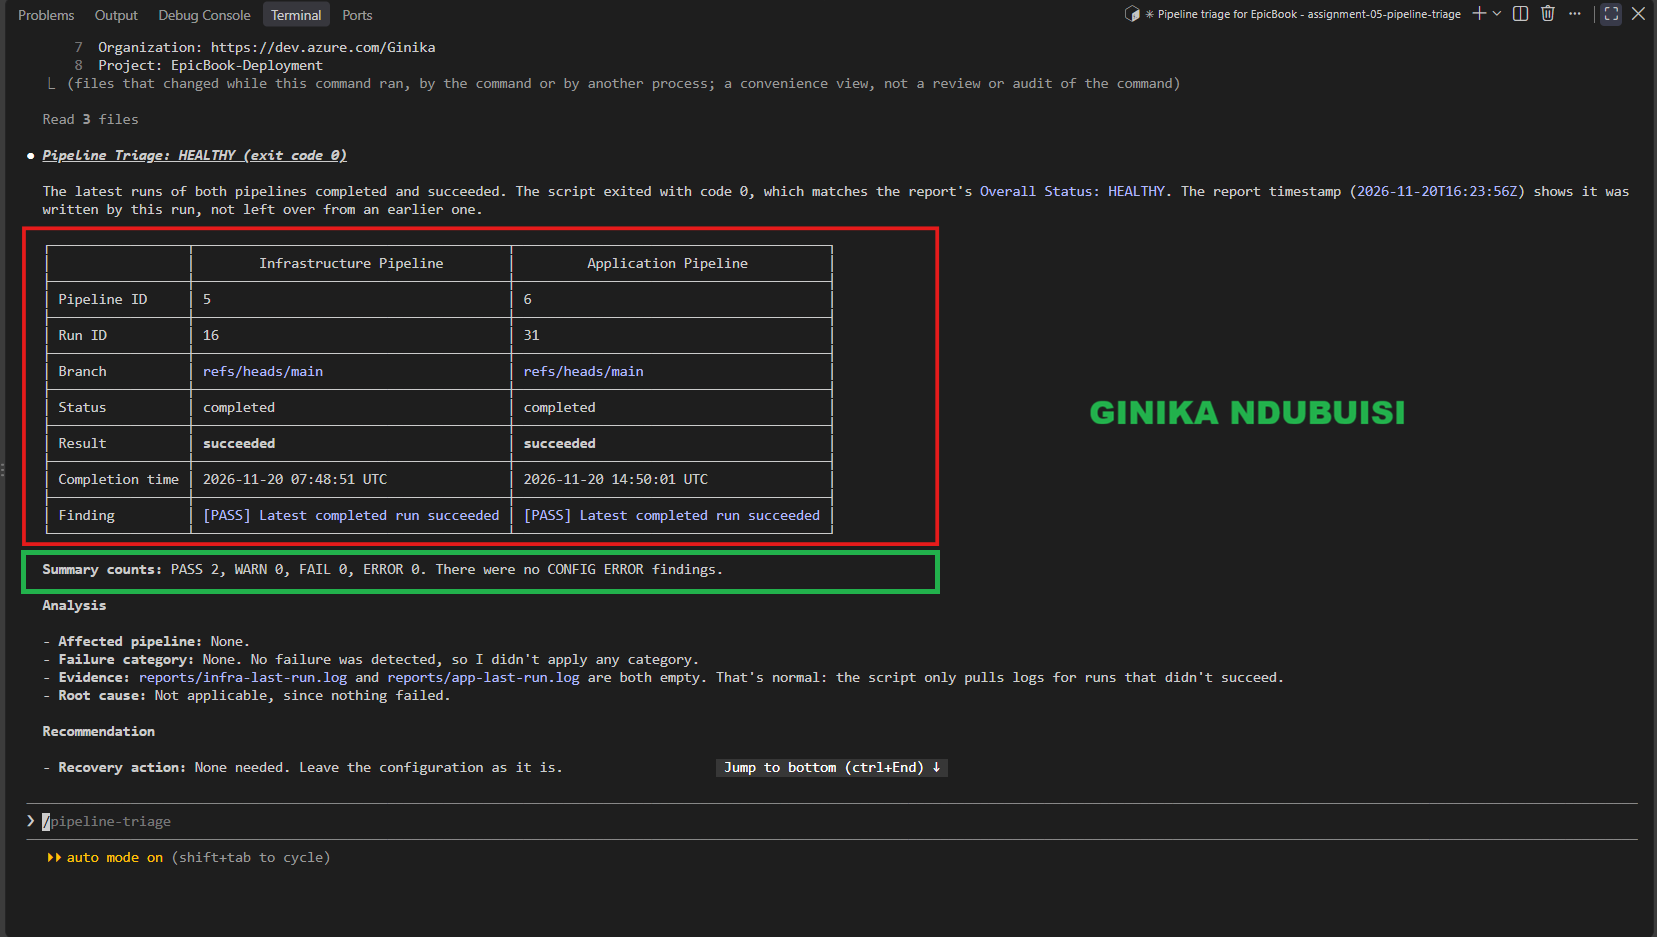 Problems Output Debug Console Terminal Ports
Pipeline triage for EpicBook - assignment-05-pipeline-triage
7 Organization: https://dev.azure.com/Ginika
8 Project: EpicBook-Deployment
(files that changed while this command ran, by the command or by another process; a convenience view, not a review or audit of the command)
Read 3 files
● Pipeline Triage: HEALTHY (exit code 0)
The latest runs of both pipelines completed and succeeded. The script exited with code 0, which matches the report's Overall Status: HEALTHY. The report timestamp (2026-11-20T16:23:56Z) shows it was
written by this run, not left over from an earlier one.
Infrastructure Pipeline Application Pipeline
Pipeline ID 5 6
Run ID 16 31
Branch refs/heads/main refs/heads/main
Status completed completed
Result succeeded succeeded
Completion time 2026-11-20 07:48:51 UTC 2026-11-20 14:50:01 UTC
Finding [PASS] Latest completed run succeeded [PASS] Latest completed run succeeded
GINIKA NDUBUISI
Summary counts: PASS 2, WARN 0, FAIL 0, ERROR 0. There were no CONFIG ERROR findings.
Analysis
- Affected pipeline: None.
- Failure category: None. No failure was detected, so I didn't apply any category.
- Evidence: reports/infra-last-run.log and reports/app-last-run.log are both empty. That's normal: the script only pulls logs for runs that didn't succeed.
- Root cause: Not applicable, since nothing failed.
Recommendation
- Recovery action: None needed. Leave the configuration as it is.
Jump to bottom (ctrl+End) ↓
❯ /pipeline-triage
⏵⏵ auto mode on (shift+tab to cycle)